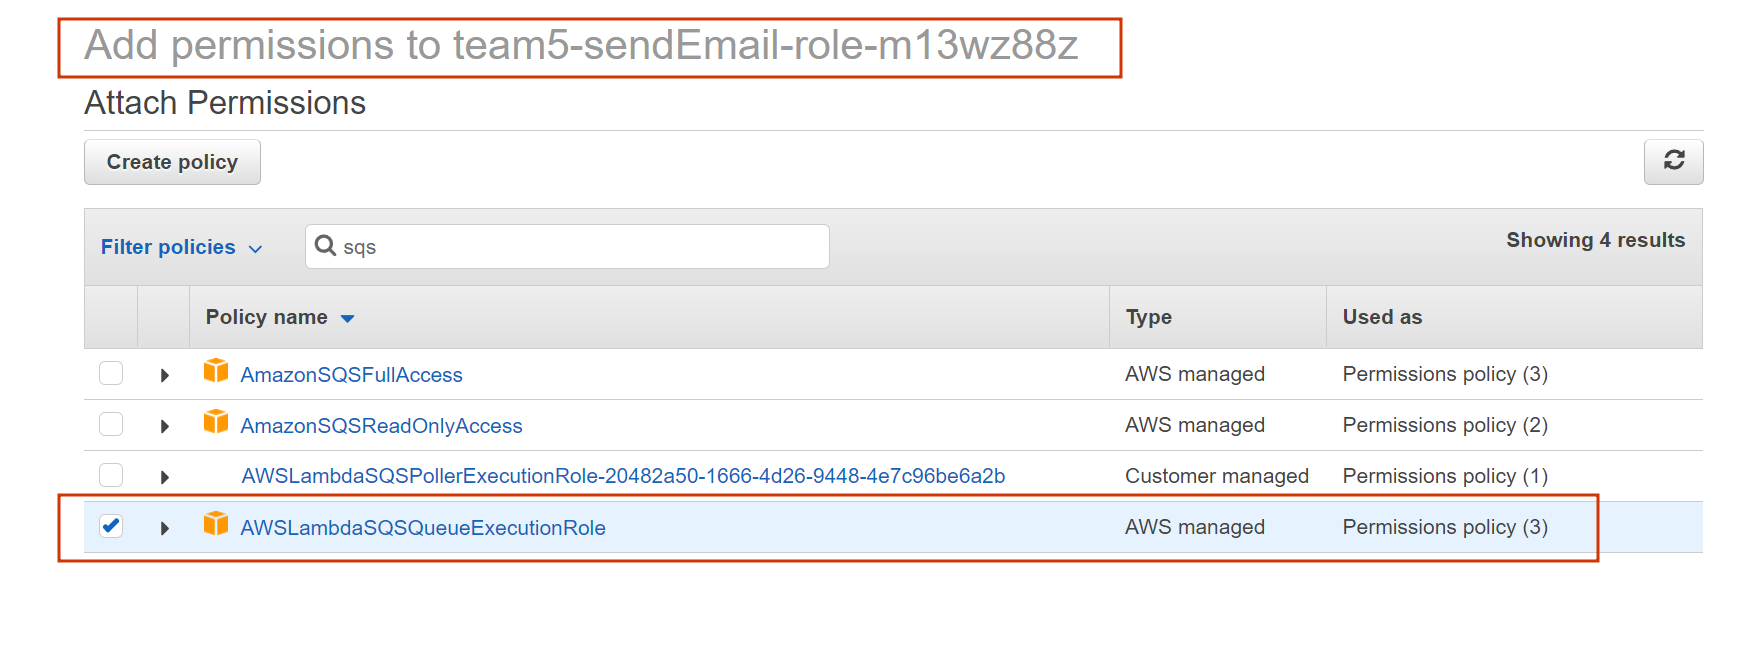 Add permissions to team5-sendEmail-role-m13wz88z
Attach Permissions
Create policy
Filter policies sqs Showing 4 results
Policy name Type Used as
AmazonSQSFullAccess AWS managed Permissions policy (3)
AmazonSQSReadOnlyAccess AWS managed Permissions policy (2)
AWSLambdaSQSPollerExecutionRole-20482a50-1666-4d26-9448-4e7c96be6a2b Customer managed Permissions policy (1)
AWSLambdaSQSQueueExecutionRole AWS managed Permissions policy (3)